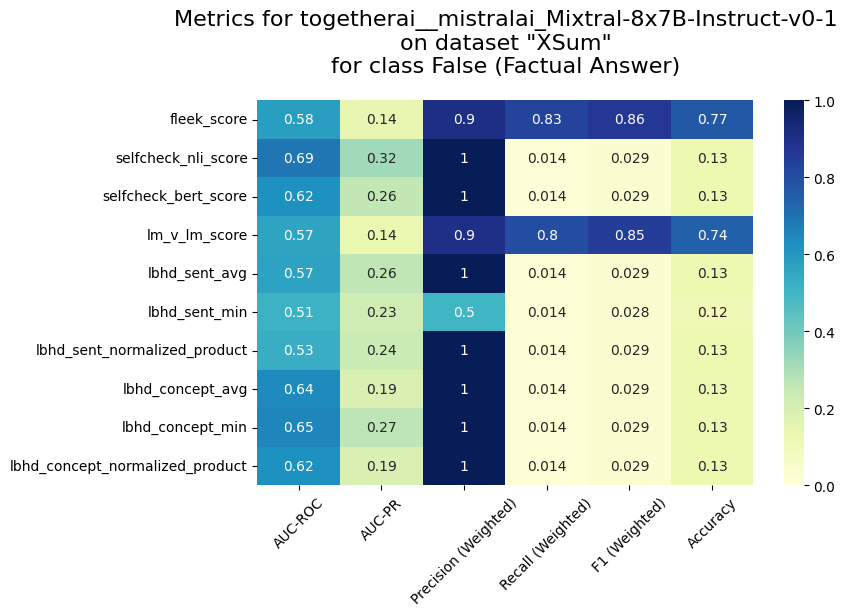 Metrics for togetherai__mistralai_Mixtral-8x7B-Instruct-v0-1
on dataset "XSum"
for class False (Factual Answer)
fleek_score 0.58 0.14 0.9 0.83 0.86 0.77
selfcheck_nli_score 0.69 0.32 1 0.014 0.029 0.13
selfcheck_bert_score 0.62 0.26 1 0.014 0.029 0.13
lm_v_lm_score 0.57 0.14 0.9 0.8 0.85 0.74
lbhd_sent_avg 0.57 0.26 1 0.014 0.029 0.13
lbhd_sent_min 0.51 0.23 0.5 0.014 0.028 0.12
lbhd_sent_normalized_product 0.53 0.24 1 0.014 0.029 0.13
lbhd_concept_avg 0.64 0.19 1 0.014 0.029 0.13
lbhd_concept_min 0.65 0.27 1 0.014 0.029 0.13
lbhd_concept_normalized_product 0.62 0.19 1 0.014 0.029 0.13
AUC-ROC AUC-PR Precision (Weighted) Recall (Weighted) F1 (Weighted) Accuracy
1.0
0.8
0.6
0.4
0.2
0.0